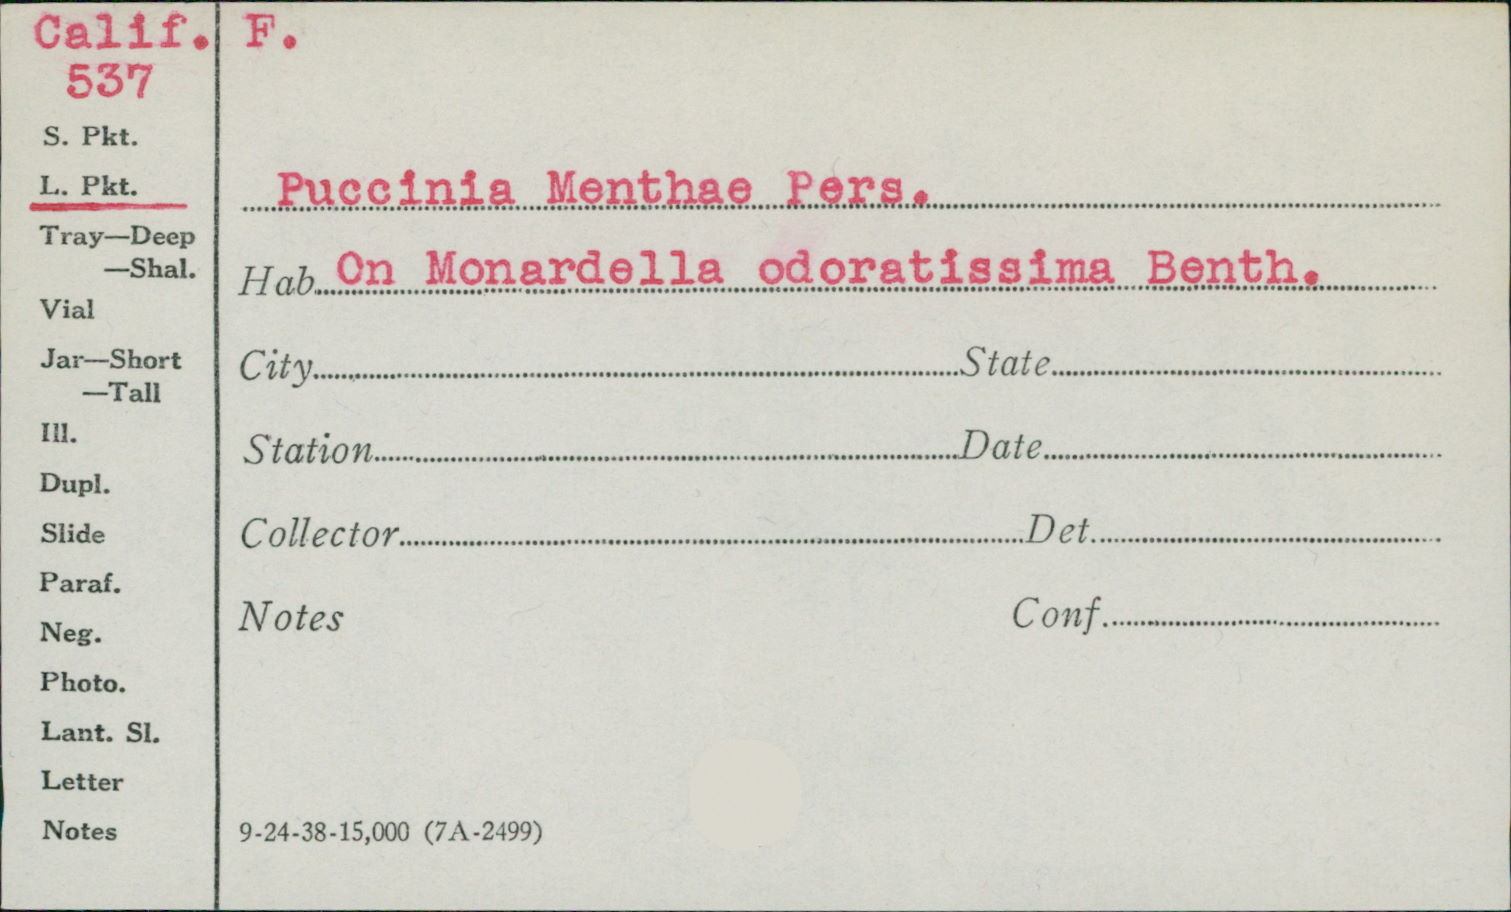 Calif.
537
S. Pkt.
L. Pkt.
Tray—Deep
—Shal.
Vial
Jar—Short
—Tall
Ill.
Dupl.
Slide
Paraf.
Neg.
Photo.
Lant. Sl.
Letter
Notes
F.
Puccinia Menthae Pers.
Hab. On Monardella odoratissima Benth.
City State
Station Date
Collector Det.
Notes Conf.
9-24-38-15,000 (7A-2499)